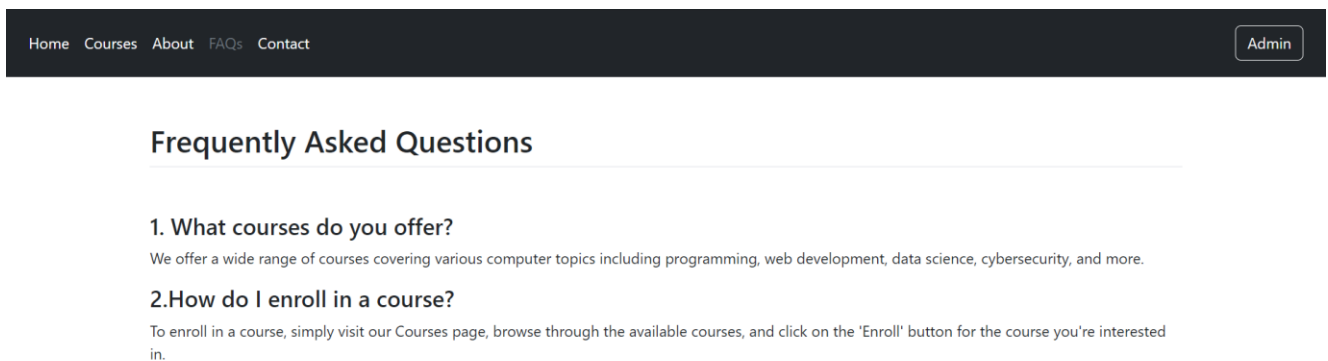 Home Courses About FAQs Contact Admin
Frequently Asked Questions
1. What courses do you offer?
We offer a wide range of courses covering various computer topics including programming, web development, data science, cybersecurity, and more.
2.How do I enroll in a course?
To enroll in a course, simply visit our Courses page, browse through the available courses, and click on the 'Enroll' button for the course you're interested
in.